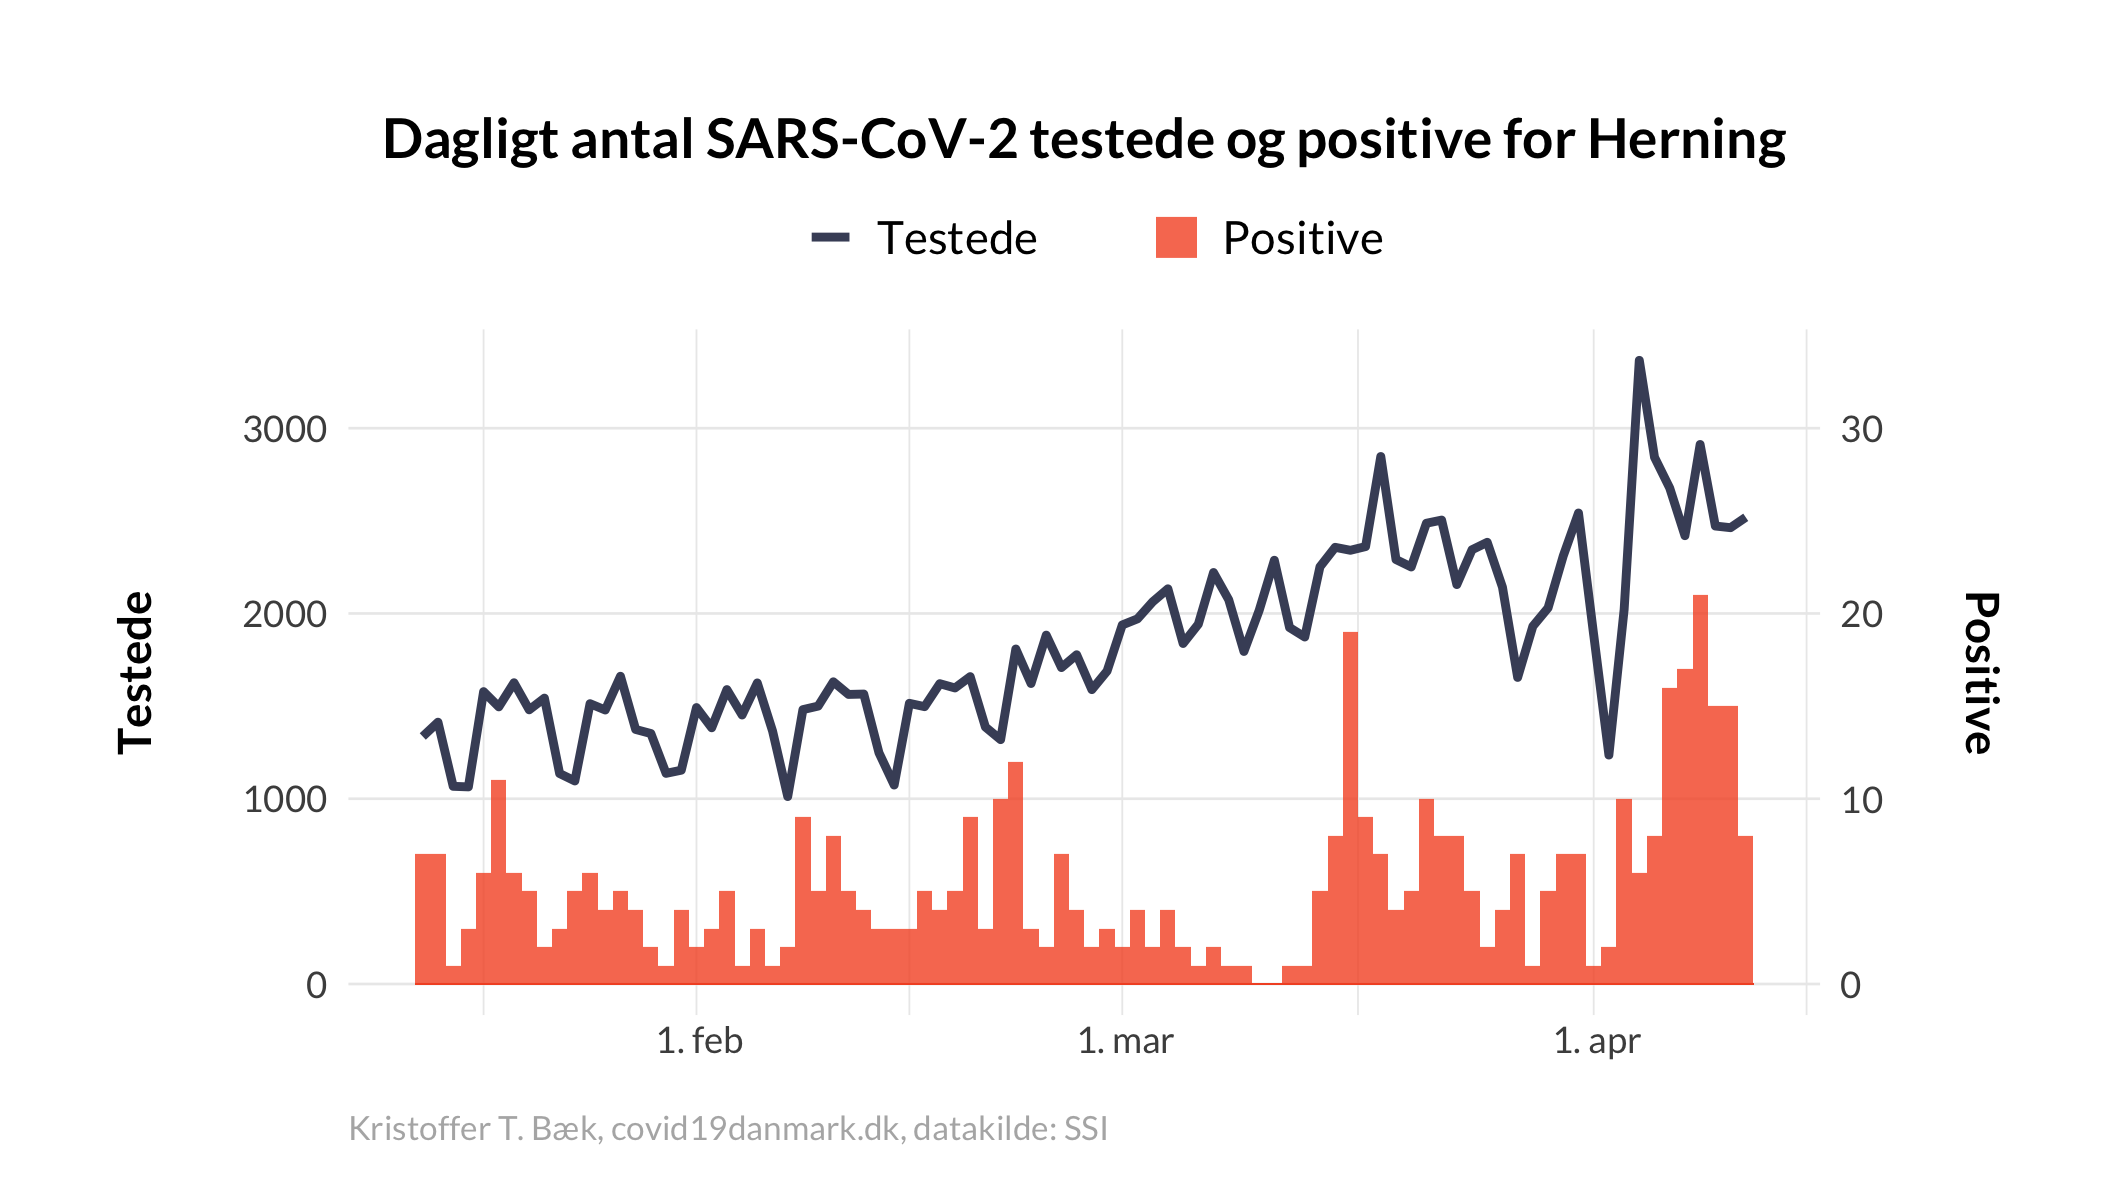 Dagligt antal SARS-CoV-2 testede og positive for Herning
Testede
Positive
Testede
3000
2000
1000
0
30
20
10
0
Positive
1. feb
1. mar
1. apr
Kristoffer T. Bæk, covid19danmark.dk, datakilde: SSI